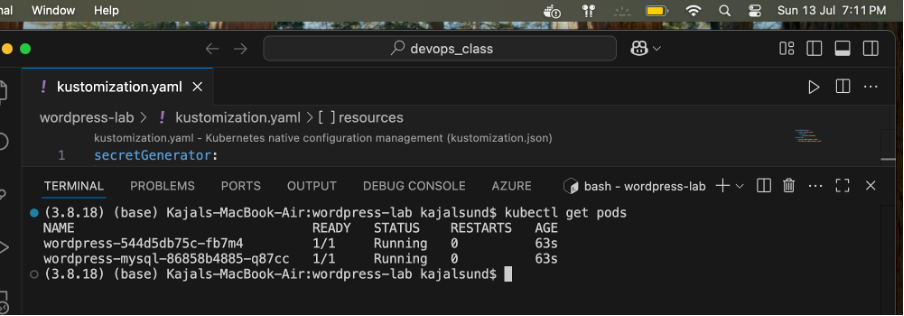 Window Help Sun 13 Jul 7:11 PM
devops_class
! kustomization.yaml
wordpress-lab > ! kustomization.yaml > [ ] resources
kustomization.yaml - Kubernetes native configuration management (kustomization.json)
1 secretGenerator:
TERMINAL PROBLEMS PORTS OUTPUT DEBUG CONSOLE AZURE bash - wordpress-lab
(3.8.18) (base) Kajals-MacBook-Air:wordpress-lab kajalsund$ kubectl get pods
NAME READY STATUS RESTARTS AGE
wordpress-544d5db75c-fb7m4 1/1 Running 0 63s
wordpress-mysql-86858b4885-q87cc 1/1 Running 0 63s
(3.8.18) (base) Kajals-MacBook-Air:wordpress-lab kajalsund$